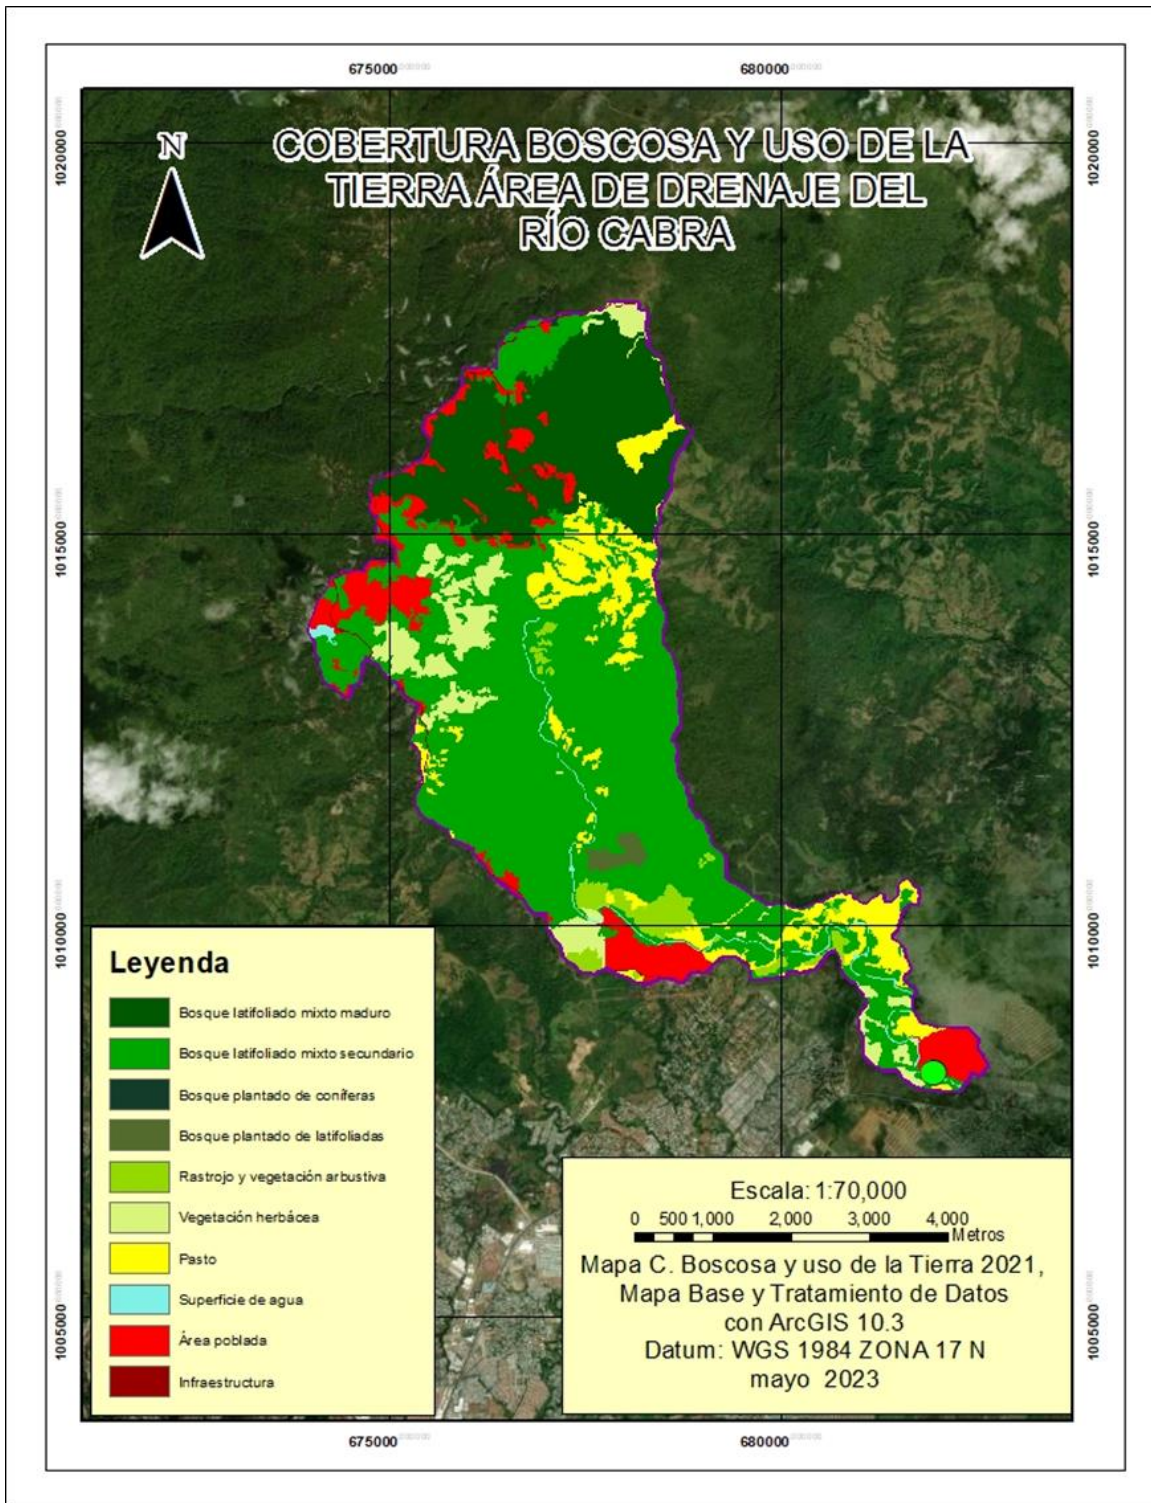 675000
680000
1020000
1020000
N
COBERTURA BOSCOSA Y USO DE LA
TIERRA ÁREA DE DRENAJE DEL
RÍO CABRA
1015000
1015000
1010000
1010000
Leyenda
Bosque latifoliado mixto maduro
Bosque latifoliado mixto secundario
Bosque plantado de coníferas
Bosque plantado de latifoliadas
Rastrojo y vegetación arbustiva
Vegetación herbácea
Pasto
Superficie de agua
Área poblada
Infraestructura
Escala: 1:70,000
0 500 1,000 2,000 3,000 4,000
Metros
Mapa C. Boscosa y uso de la Tierra 2021,
Mapa Base y Tratamiento de Datos
con ArcGIS 10.3
Datum: WGS 1984 ZONA 17 N
mayo 2023
1005000
1005000
675000
680000